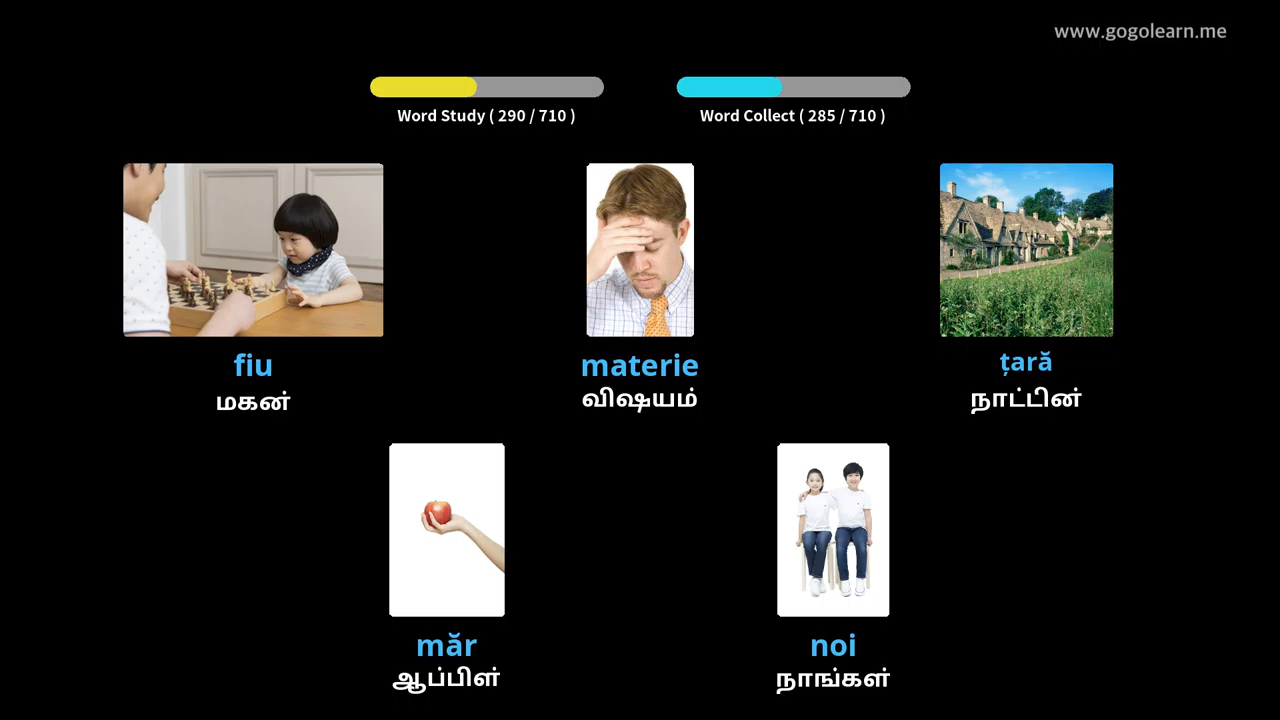 www.gogolearn.me
Word Study ( 290 / 710 )
Word Collect ( 285 / 710 )
fiu
மகன்
materie
விஷயம்
țară
நாட்டின்
măr
ஆப்பிள்
noi
நாங்கள்